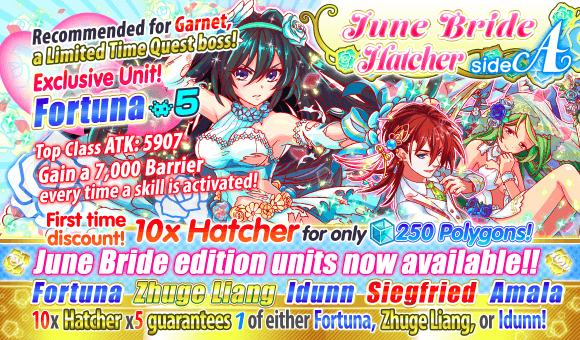 Recommended for Garnet,
a Limited Time Quest boss!
June Bride
Hatcher side A
Exclusive Unit!
Fortuna 5
Top Class ATK: 5907
Gain a 7,000 Barrier
every time a skill is activated!
First time
discount! 10x Hatcher for only 250 Polygons!
June Bride edition units now available!!
Fortuna Zhuge Liang Idunn Siegfried Amala
10x Hatcher x5 guarantees 1 of either Fortuna, Zhuge Liang, or Idunn!